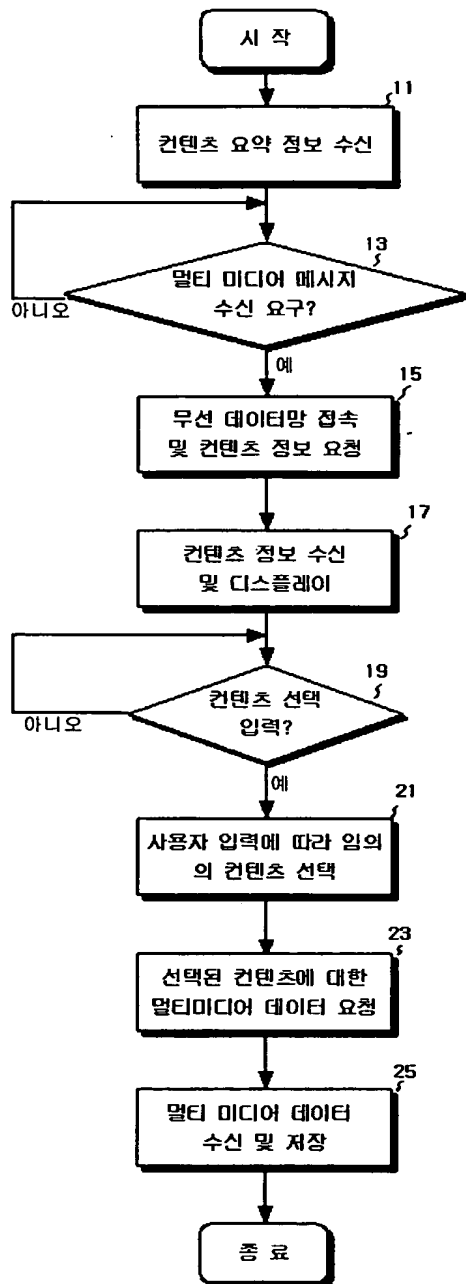 시 작
11
컨텐츠 요약 정보 수신
13
멀티 미디어 메시지
수신 요구?
아니오
예
15
무선 데이터망 접속
및 컨텐츠 정보 요청
17
컨텐츠 정보 수신
및 디스플레이
19
컨텐츠 선택
입력?
아니오
예
21
사용자 입력에 따라 임의
의 컨텐츠 선택
23
선택된 컨텐츠에 대한
멀티미디어 데이터 요청
25
멀티 미디어 데이터
수신 및 저장
종 료